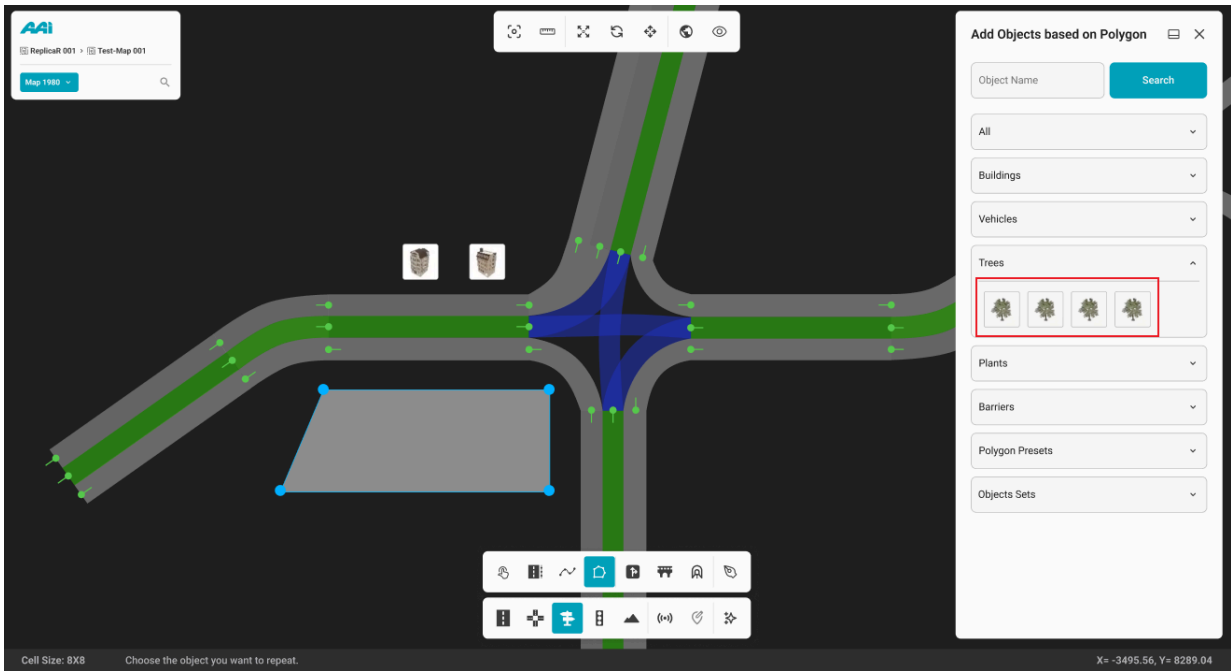 AAI
ReplicaR 001 > Test-Map 001
Map 1980
Add Objects based on Polygon
Object Name
Search
All
Buildings
Vehicles
Trees
Plants
Barriers
Polygon Presets
Objects Sets
Cell Size: 8X8 Choose the object you want to repeat. X= -3495.56, Y= 8289.04